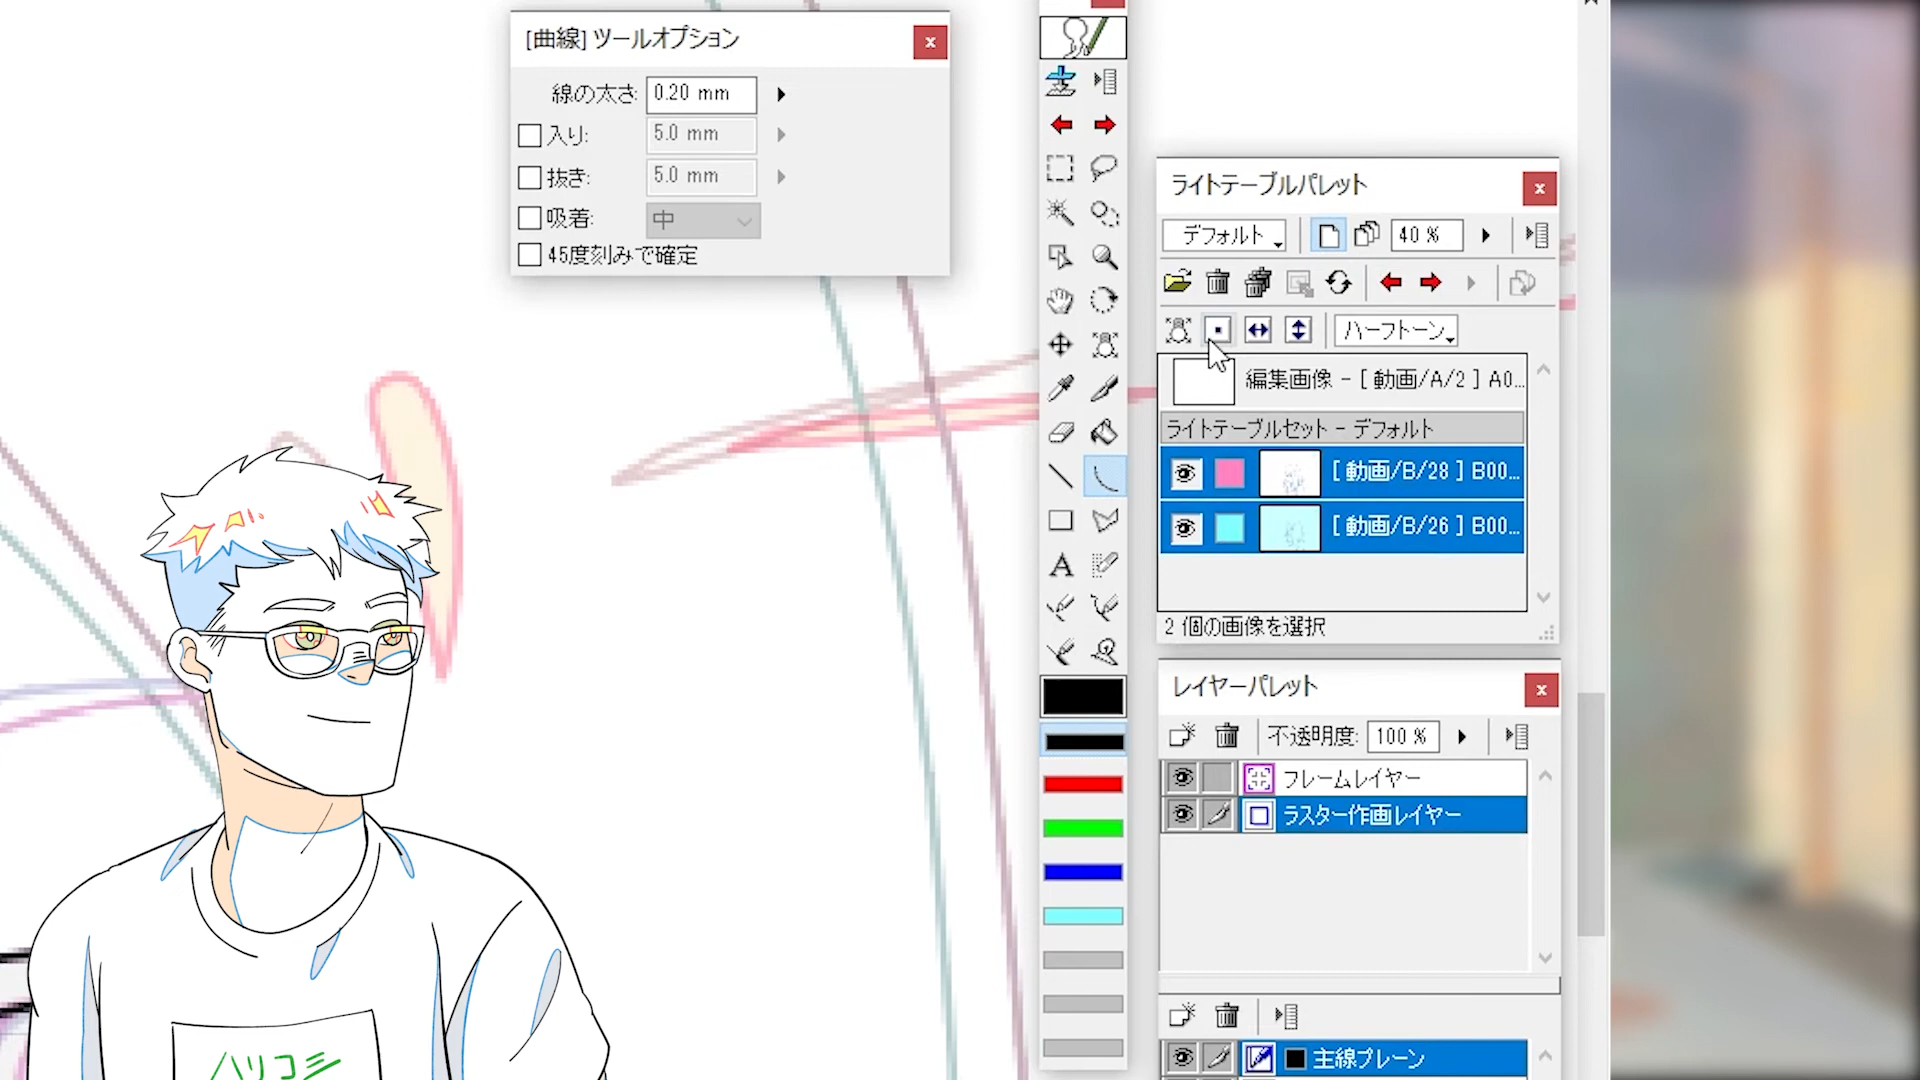 [曲線] ツールオプション
線の太さ: 0.20 mm
入り: 5.0 mm
抜き: 5.0 mm
吸着: 中
45度刻みで確定
ライトテーブルパレット
デフォルト 40 %
ハーフトーン
編集画像 - [ 動画/A/2 ] A0...
ライトテーブルセット - デフォルト
[ 動画/B/28 ] B00...
[ 動画/B/26 ] B00...
2 個の画像を選択
レイヤーパレット
不透明度: 100 %
フレームレイヤー
ラスター作画レイヤー
主線プレーン
A
ハリコミ